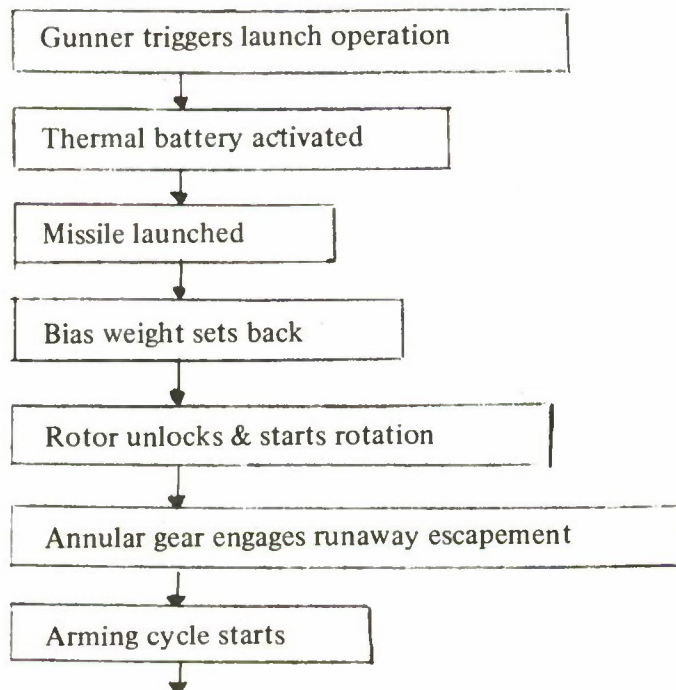 Gunner triggers launch operation
Thermal battery activated
Missile launched
Bias weight sets back
Rotor unlocks & starts rotation
Annular gear engages runaway escapement
Arming cycle starts